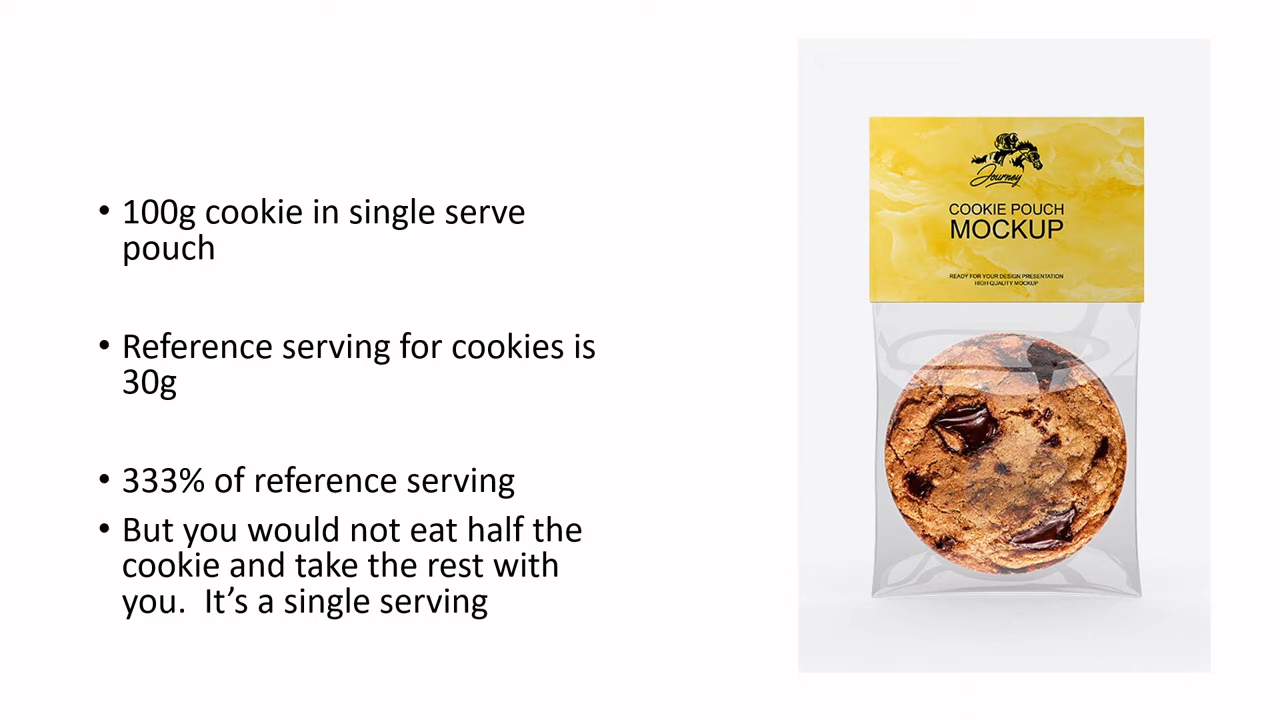 • 100g cookie in single serve
pouch
• Reference serving for cookies is
30g
• 333% of reference serving
• But you would not eat half the
cookie and take the rest with
you.  It’s a single serving
Journey
COOKIE POUCH
MOCKUP
READY FOR YOUR DESIGN PRESENTATION
HIGH QUALITY MOCKUP